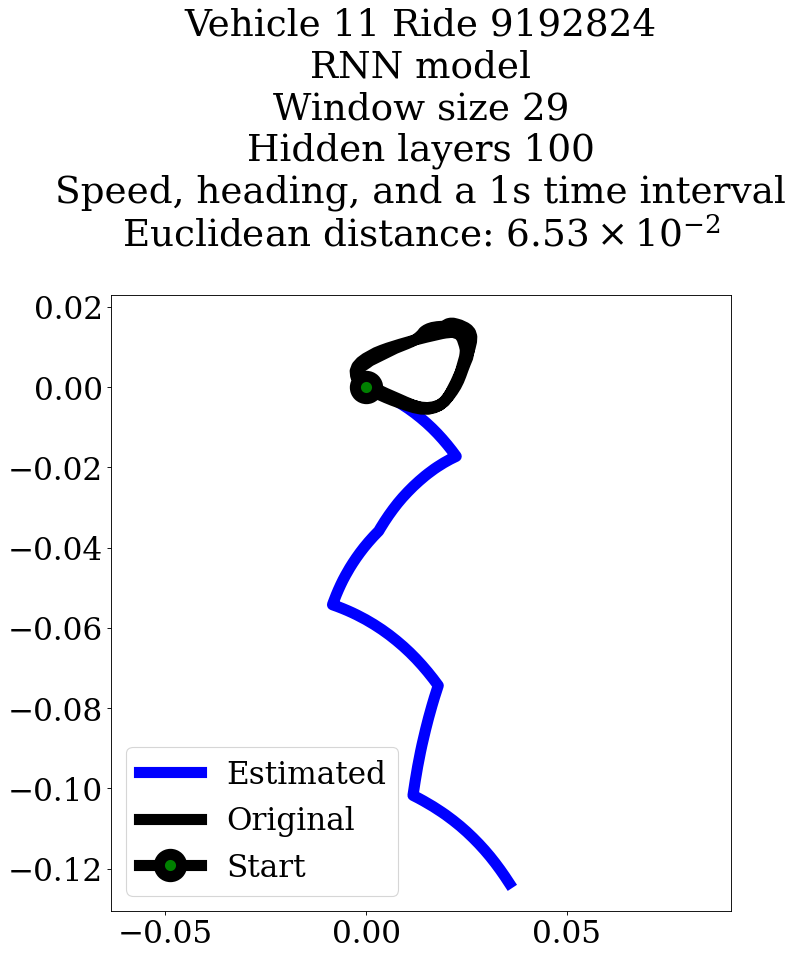 Vehicle 11 Ride 9192824
RNN model
Window size 29
Hidden layers 100
Speed, heading, and a 1s time interval
Euclidean distance: 6.53 × 10⁻²
0.02
0.00
−0.02
−0.04
−0.06
−0.08
−0.10
−0.12
Estimated
Original
Start
−0.05
0.00
0.05